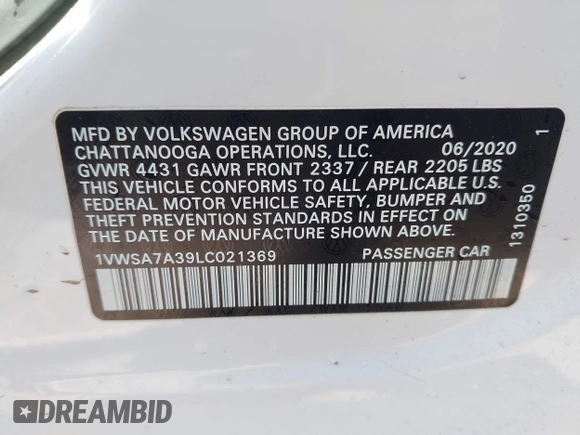 MFD BY VOLKSWAGEN GROUP OF AMERICA
CHATTANOOGA OPERATIONS, LLC. 06/2020
GVWR 4431 GAWR FRONT 2337 / REAR 2205 LBS
THIS VEHICLE CONFORMS TO ALL APPLICABLE U.S.
FEDERAL MOTOR VEHICLE SAFETY, BUMPER AND
THEFT PREVENTION STANDARDS IN EFFECT ON
THE DATE OF MANUFACTURE SHOWN ABOVE.
1VWSA7A39LC021369 PASSENGER CAR
1310350 1
DREAMBID